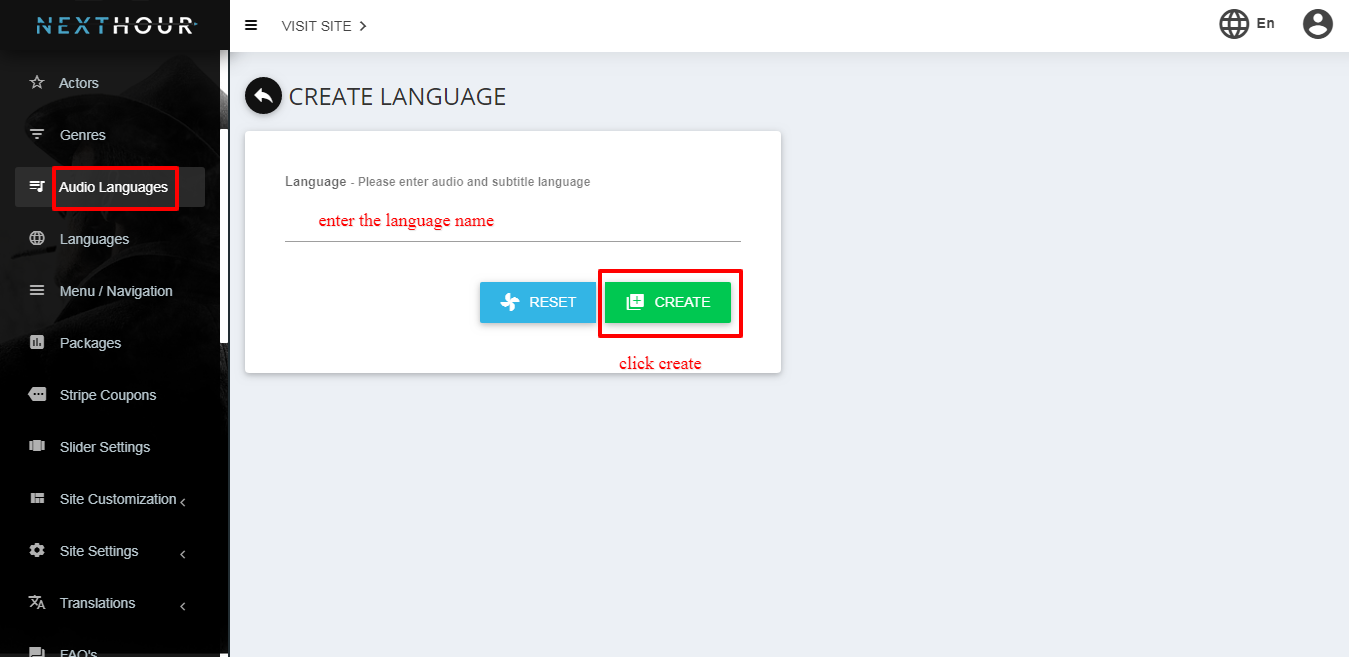 NEXTHOUR
VISIT SITE
En
Actors
Genres
Audio Languages
Languages
Menu / Navigation
Packages
Stripe Coupons
Slider Settings
Site Customization
Site Settings
Translations
FAQ's
CREATE LANGUAGE
Language - Please enter audio and subtitle language
enter the language name
RESET
CREATE
click create